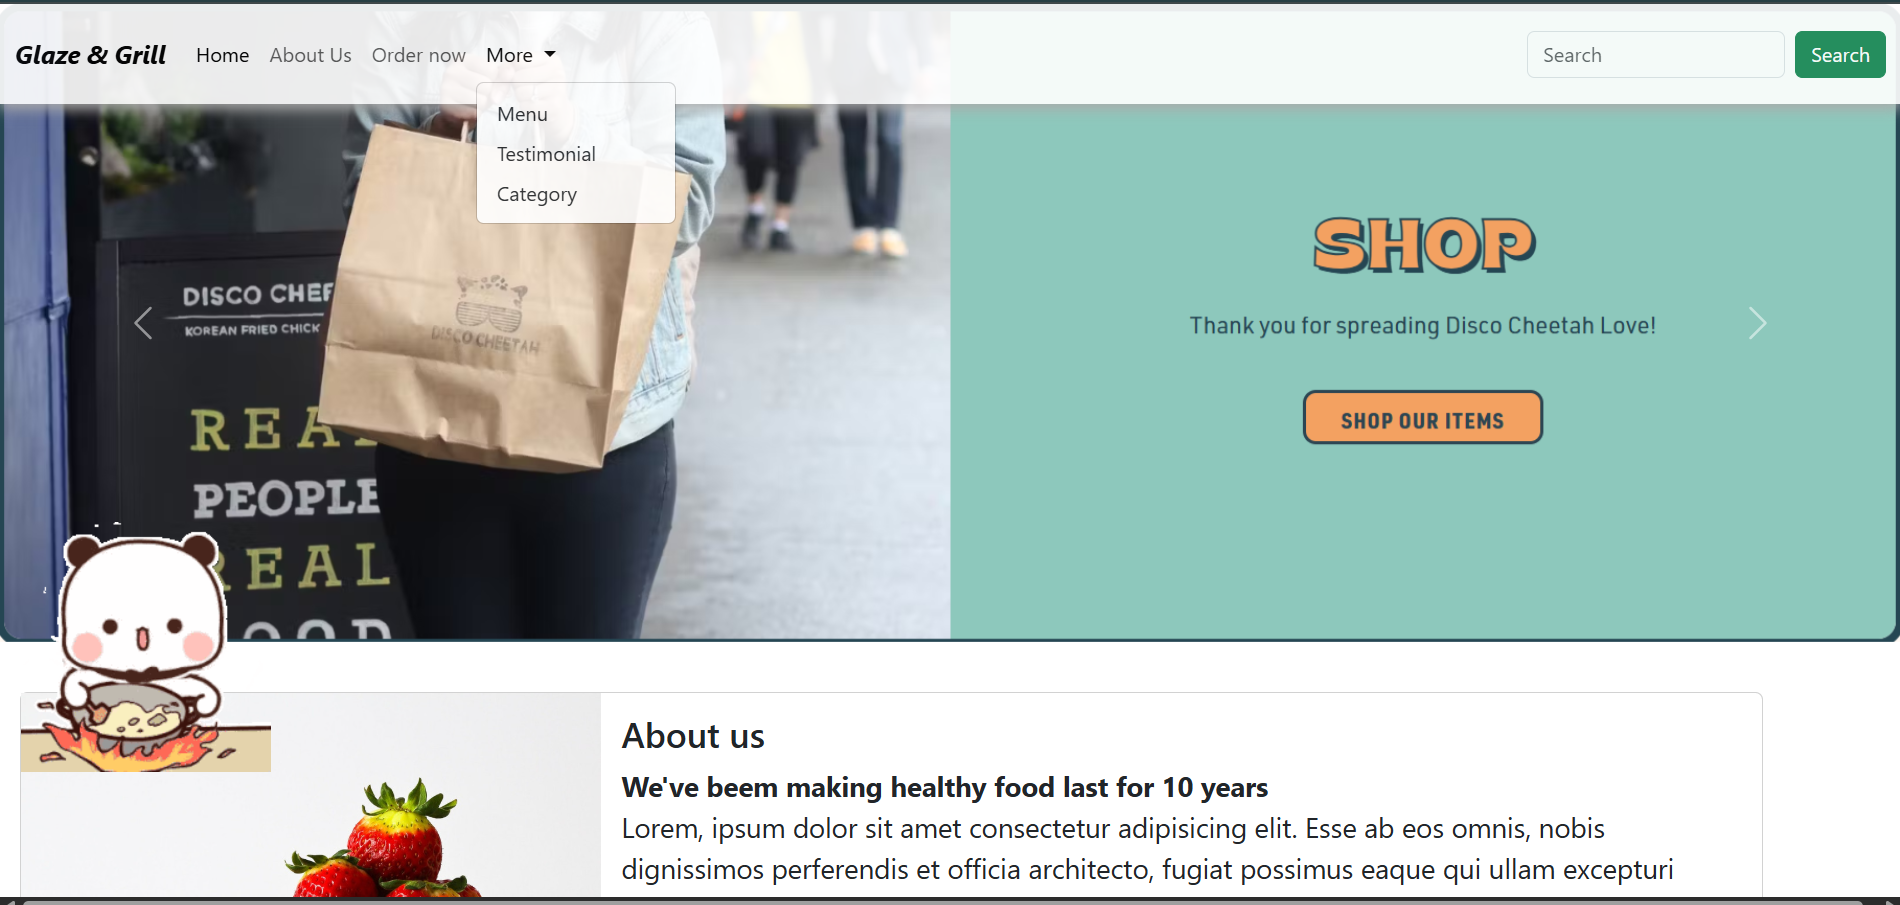 Glaze & Grill Home About Us Order now More Search Search
Menu
Testimonial
Category
DISCO CHEE
KOREAN FRIED CHICK
DISCO CHEETAH
REA
PEOPLE
REAL
OOD
SHOP
Thank you for spreading Disco Cheetah Love!
SHOP OUR ITEMS
About us
We've beem making healthy food last for 10 years
Lorem, ipsum dolor sit amet consectetur adipisicing elit. Esse ab eos omnis, nobis
dignissimos perferendis et officia architecto, fugiat possimus eaque qui ullam excepturi